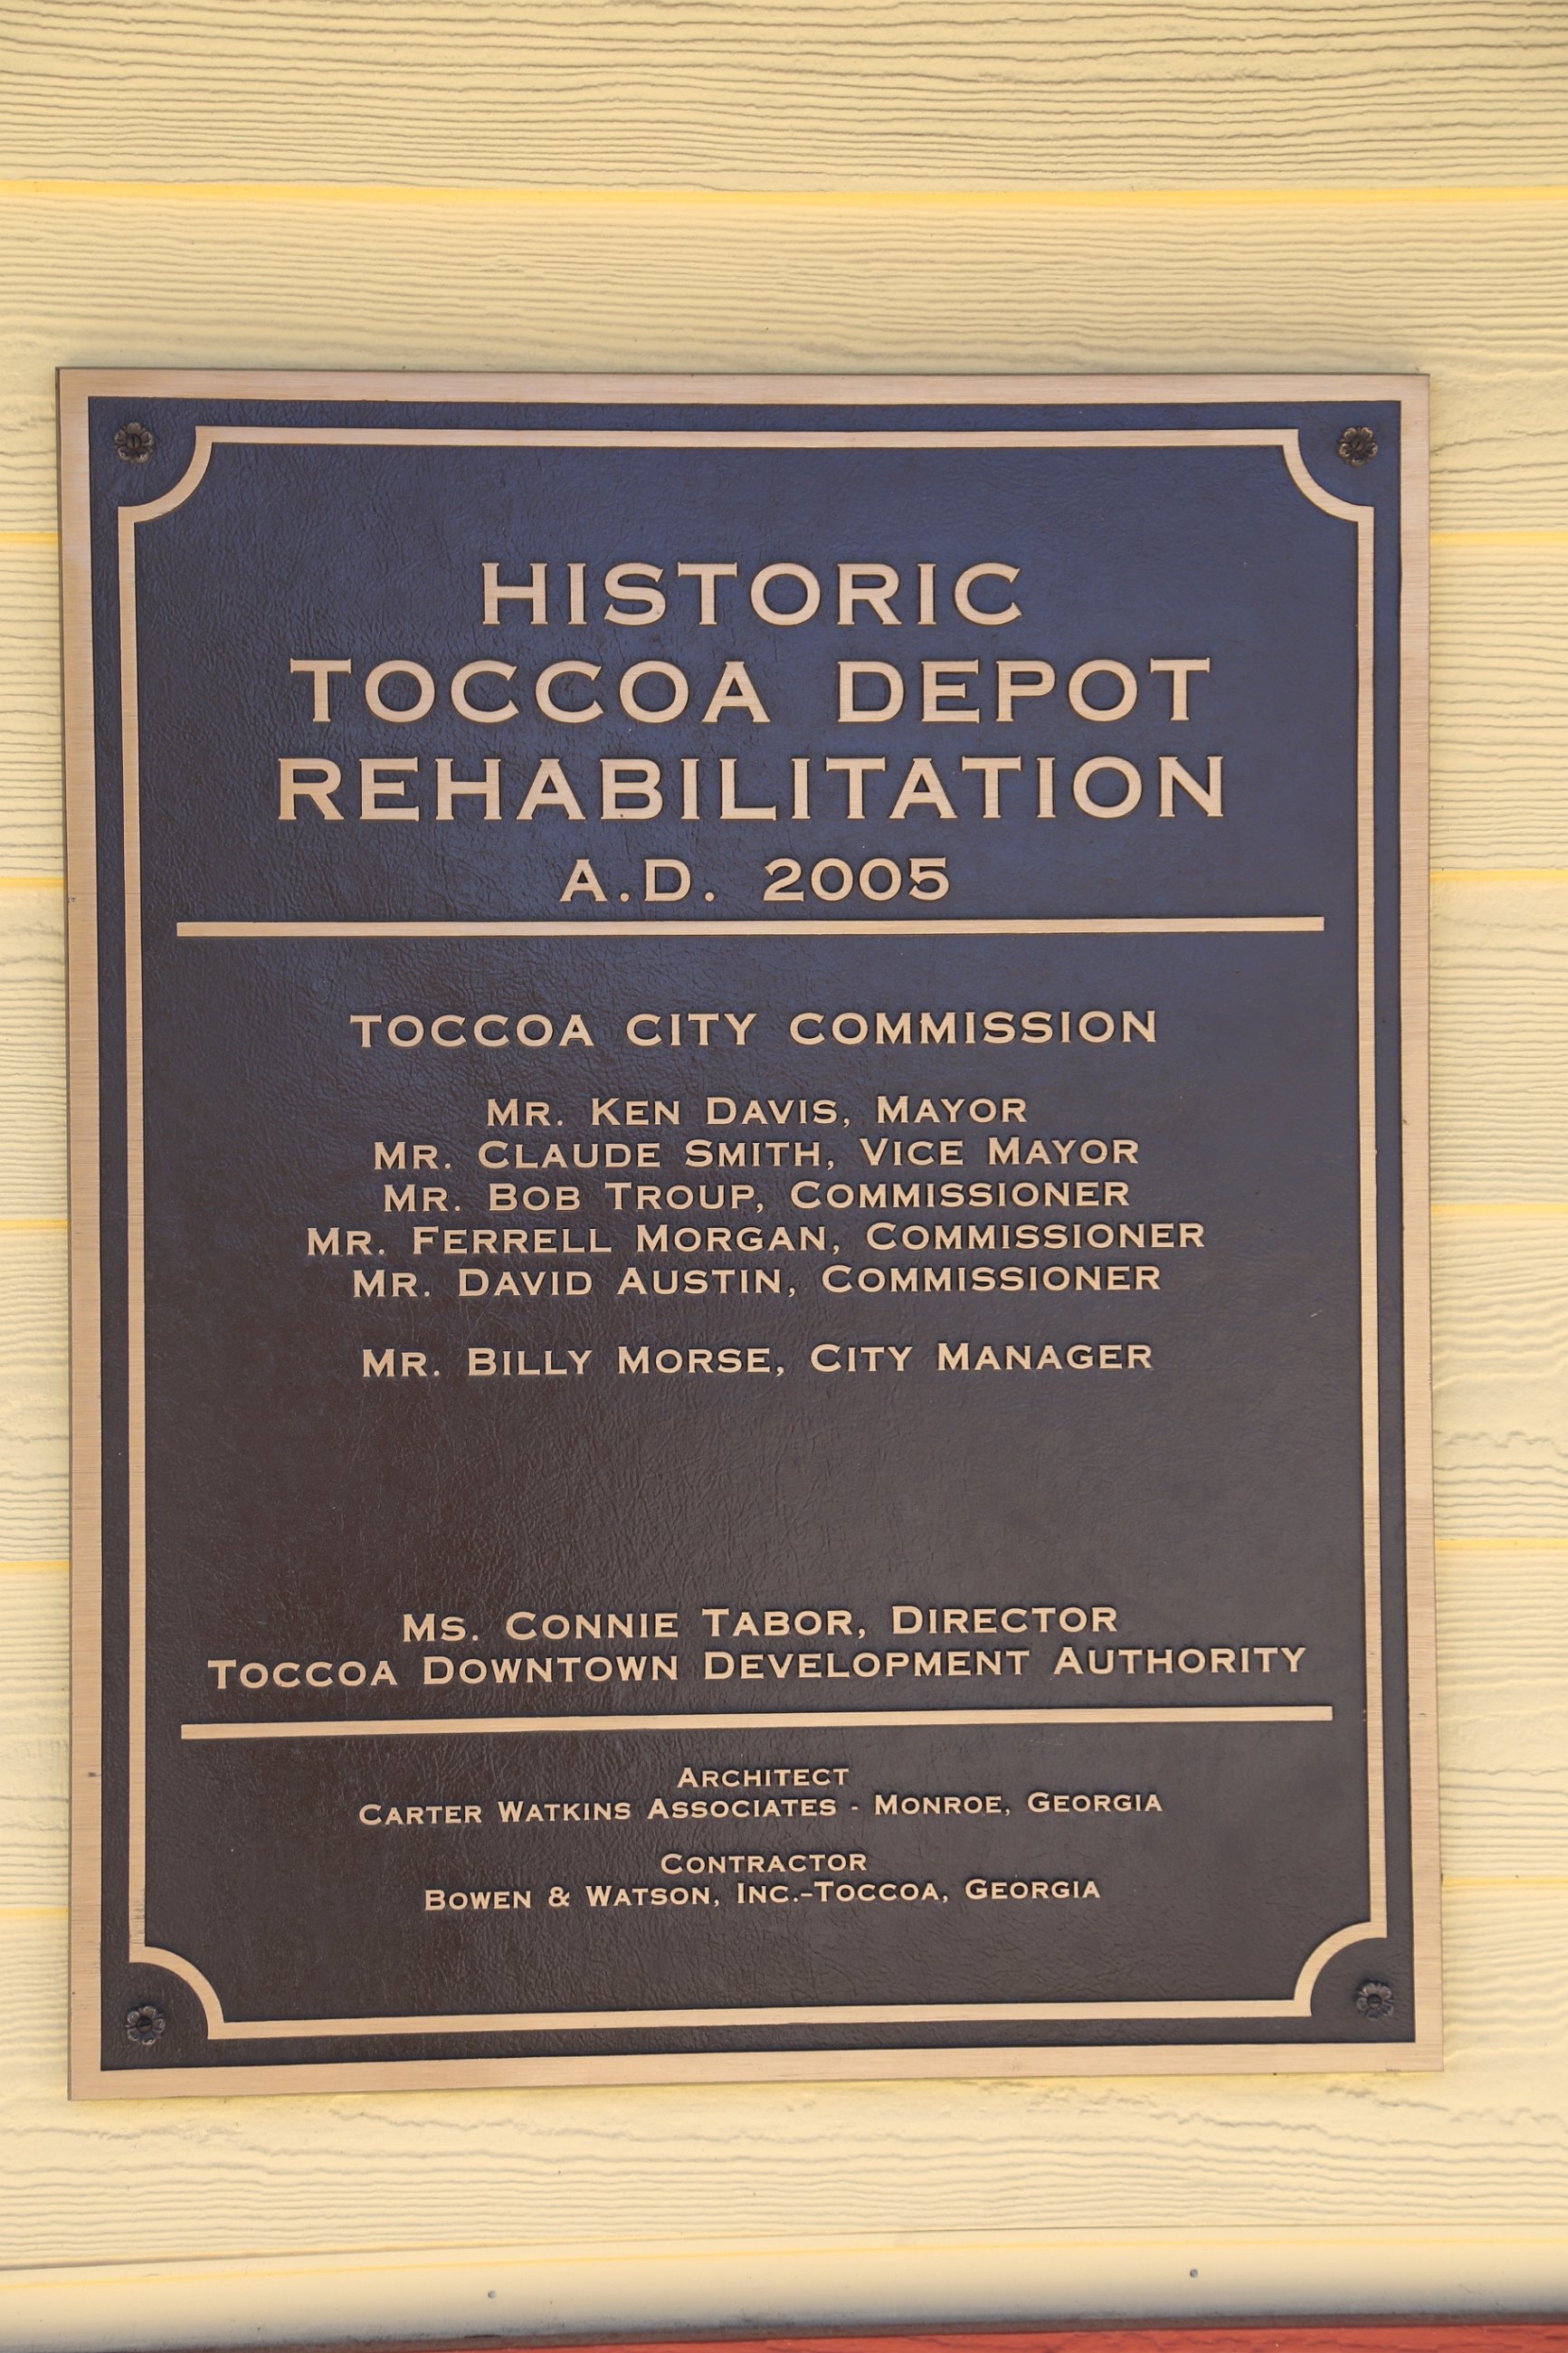 HISTORIC
TOCCOA DEPOT
REHABILITATION
A.D. 2005
TOCCOA CITY COMMISSION
MR. KEN DAVIS, MAYOR
MR. CLAUDE SMITH, VICE MAYOR
MR. BOB TROUP, COMMISSIONER
MR. FERRELL MORGAN, COMMISSIONER
MR. DAVID AUSTIN, COMMISSIONER
MR. BILLY MORSE, CITY MANAGER
MS. CONNIE TABOR, DIRECTOR
TOCCOA DOWNTOWN DEVELOPMENT AUTHORITY
ARCHITECT
CARTER WATKINS ASSOCIATES - MONROE, GEORGIA
CONTRACTOR
BOWEN & WATSON, INC.-TOCCOA, GEORGIA